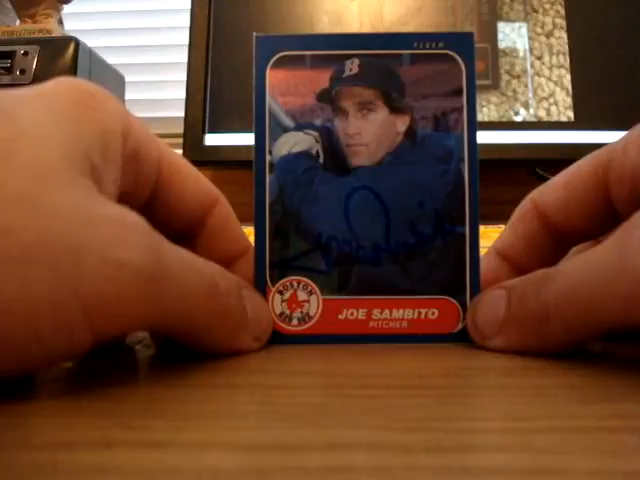 FLEER
B
BOSTON
RED SOX
JOE SAMBITO
PITCHER